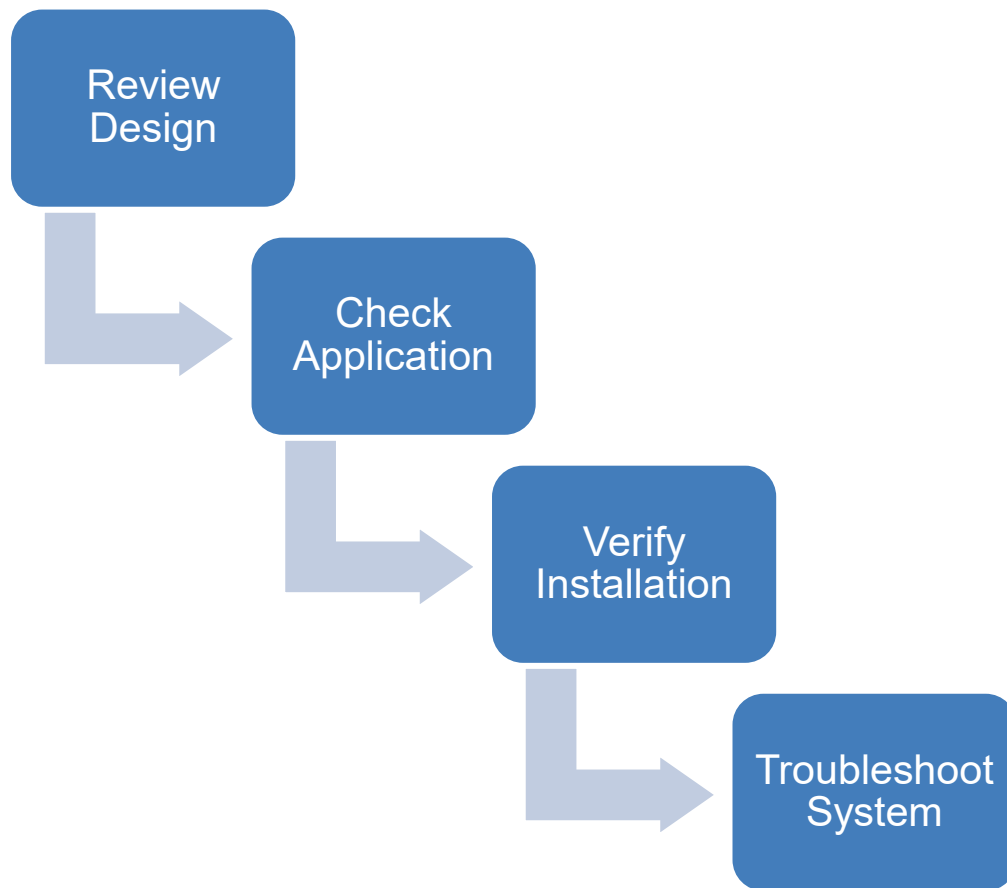 Review
Design
Check
Application
Verify
Installation
Troubleshoot
System